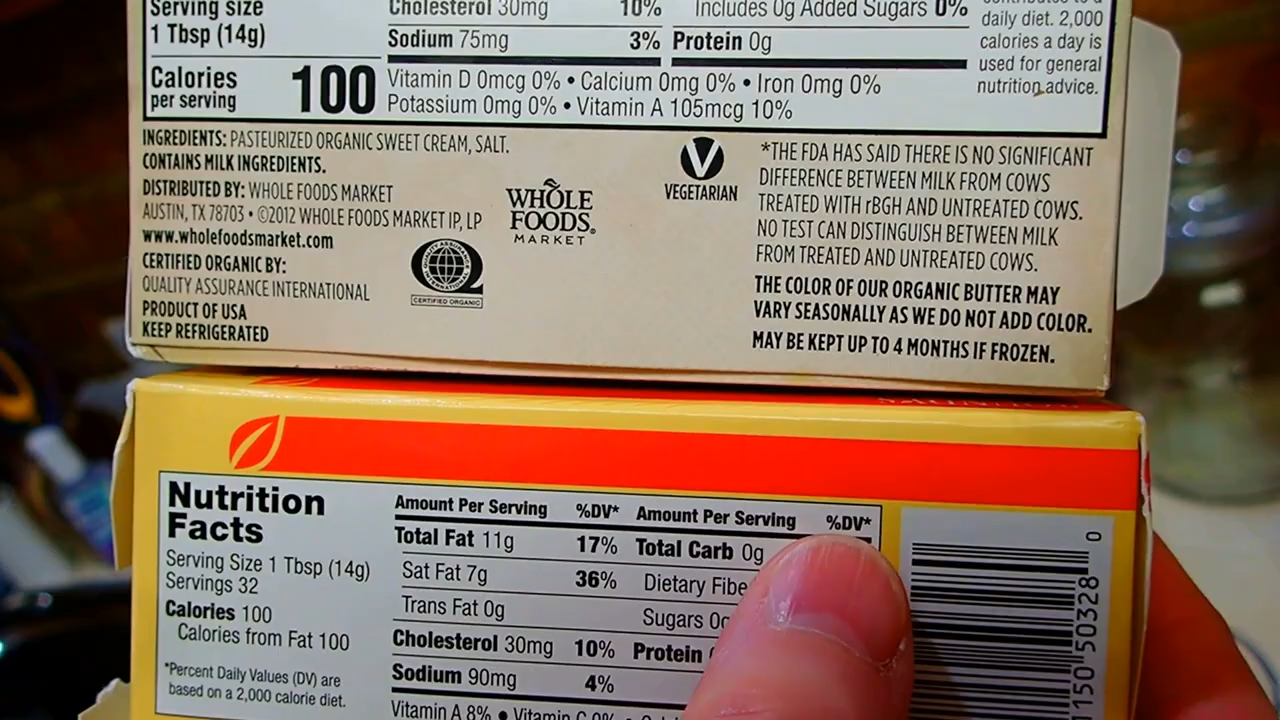 Serving size
1 Tbsp (14g)
Calories
per serving
100
Cholesterol 30mg 10%
Sodium 75mg 3%
Includes 0g Added Sugars 0%
Protein 0g
Vitamin D 0mcg 0% • Calcium 0mg 0% • Iron 0mg 0%
Potassium 0mg 0% • Vitamin A 105mcg 10%
daily diet. 2,000
calories a day is
used for general
nutrition advice.
INGREDIENTS: PASTEURIZED ORGANIC SWEET CREAM, SALT.
CONTAINS MILK INGREDIENTS.
DISTRIBUTED BY: WHOLE FOODS MARKET
AUSTIN, TX 78703 • ©2012 WHOLE FOODS MARKET IP, LP
www.wholefoodsmarket.com
CERTIFIED ORGANIC BY:
QUALITY ASSURANCE INTERNATIONAL
PRODUCT OF USA
KEEP REFRIGERATED
QUALITY ASSURANCE
INTERNATIONAL
CERTIFIED ORGANIC
WHOLE
FOODS®
MARKET
V
VEGETARIAN
*THE FDA HAS SAID THERE IS NO SIGNIFICANT
DIFFERENCE BETWEEN MILK FROM COWS
TREATED WITH rBGH AND UNTREATED COWS.
NO TEST CAN DISTINGUISH BETWEEN MILK
FROM TREATED AND UNTREATED COWS.
THE COLOR OF OUR ORGANIC BUTTER MAY
VARY SEASONALLY AS WE DO NOT ADD COLOR.
MAY BE KEPT UP TO 4 MONTHS IF FROZEN.
Nutrition
Facts
Serving Size 1 Tbsp (14g)
Servings 32
Calories 100
Calories from Fat 100
*Percent Daily Values (DV) are
based on a 2,000 calorie diet.
Amount Per Serving %DV*
Total Fat 11g 17%
Sat Fat 7g 36%
Trans Fat 0g
Cholesterol 30mg 10%
Sodium 90mg 4%
Amount Per Serving %DV*
Total Carb 0g
Dietary Fibe
Sugars 0g
Protein
Vitamin A 8% • Vitamin C 0% •
150 50328 0